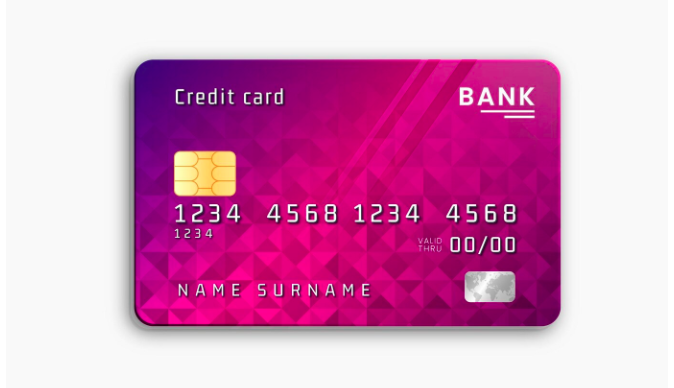 Credit card
BANK
1234 4568 1234 4568
1234
VALID THRU 00/00
NAME SURNAME